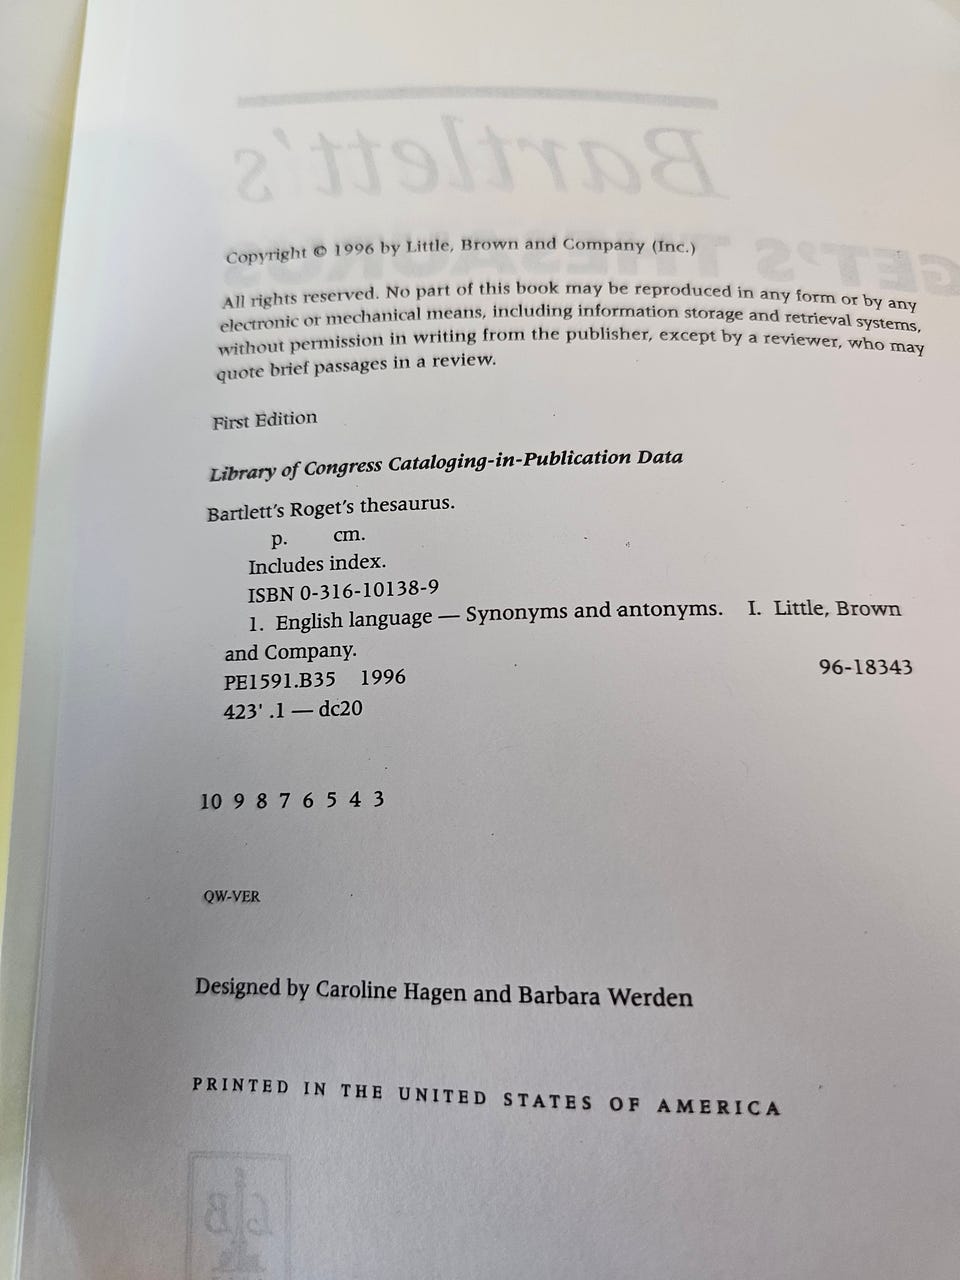 Bartlett's
GET'S THESAURUS
Copyright © 1996 by Little, Brown and Company (Inc.)
All rights reserved. No part of this book may be reproduced in any form or by any
electronic or mechanical means, including information storage and retrieval systems,
without permission in writing from the publisher, except by a reviewer, who may
quote brief passages in a review.
First Edition
Library of Congress Cataloging-in-Publication Data
Bartlett's Roget's thesaurus.
p. cm.
Includes index.
ISBN 0-316-10138-9
1. English language — Synonyms and antonyms. I. Little, Brown
and Company.
PE1591.B35 1996
96-18343
423' .1 — dc20
10 9 8 7 6 5 4 3
QW-VER
Designed by Caroline Hagen and Barbara Werden
PRINTED IN THE UNITED STATES OF AMERICA
LB